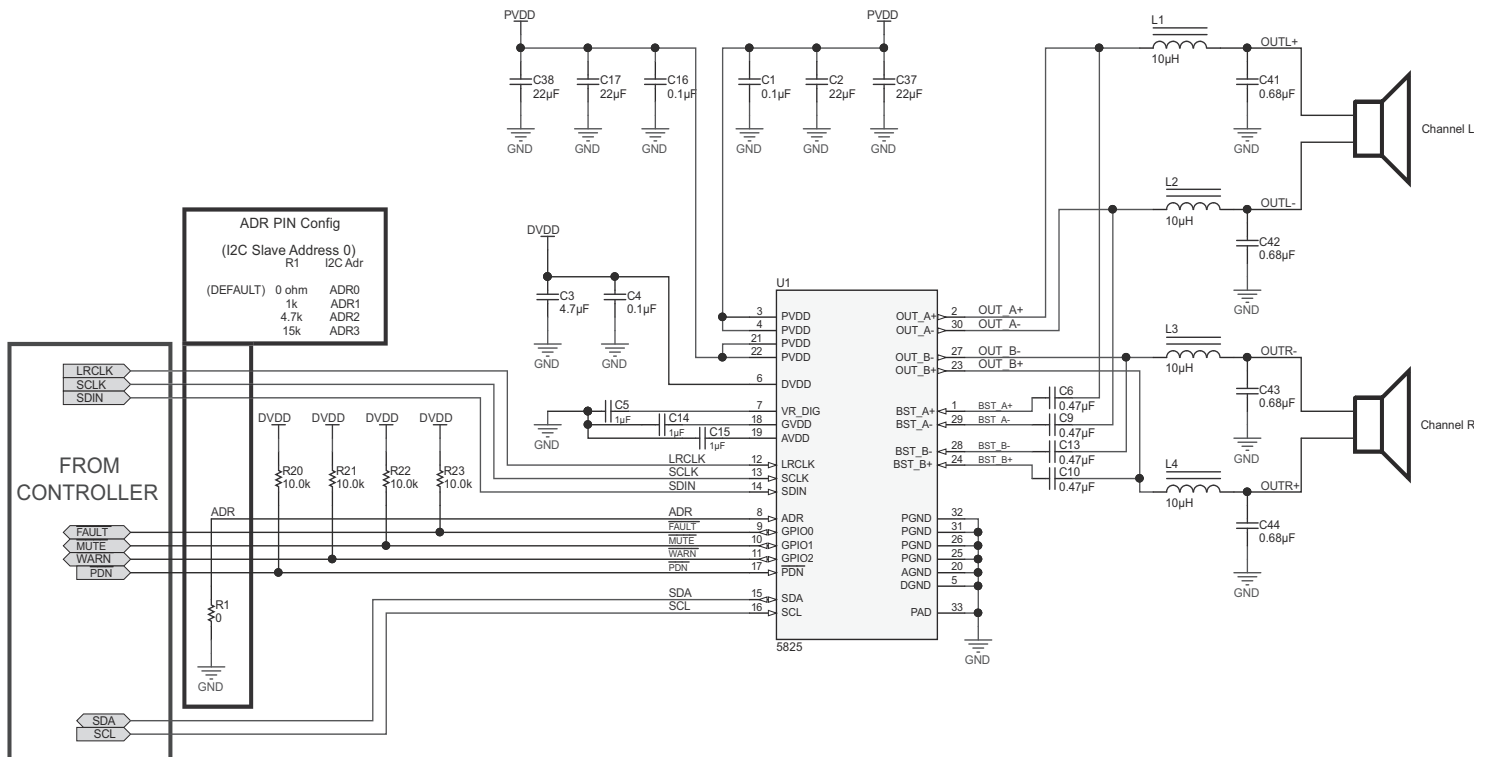 PVDD
PVDD
L1
10µH
OUTL+
C38
22µF
C17
22µF
C16
0.1µF
C1
0.1µF
C2
22µF
C37
22µF
C41
0.68µF
GND
GND
GND
GND
GND
GND
GND
Channel L
L2
10µH
OUTL-
C42
0.68µF
GND
ADR PIN Config
(I2C Slave Address 0)
R1 I2C Adr
(DEFAULT) 0 ohm ADR0
1k ADR1
4.7k ADR2
15k ADR3
DVDD
C3
4.7µF
C4
0.1µF
GND
GND
U1
3 PVDD
4 PVDD
21 PVDD
22 PVDD
6 DVDD
7 VR_DIG
18 GVDD
19 AVDD
12 LRCLK
13 SCLK
14 SDIN
8 ADR
9 GPIO0
10 GPIO1
11 GPIO2
17 PDN
15 SDA
16 SCL
5825
OUT_A+ 2 OUT_A+
OUT_A- 30 OUT_A-
OUT_B- 27 OUT_B-
OUT_B+ 23 OUT_B+
BST_A+ 1 BST_A+
BST_A- 29 BST_A-
BST_B- 28 BST_B-
BST_B+ 24 BST_B+
PGND 32
PGND 31
PGND 26
PGND 25
AGND 20
DGND 5
PAD 33
GND
C6
0.47µF
C9
0.47µF
C13
0.47µF
C10
0.47µF
L3
10µH
OUTR-
C43
0.68µF
GND
Channel R
L4
10µH
OUTR+
C44
0.68µF
GND
C5
1µF
C14
1µF
C15
1µF
GND
LRCLK
SCLK
SDIN
LRCLK
SCLK
SDIN
DVDD DVDD DVDD DVDD
R20
10.0k
R21
10.0k
R22
10.0k
R23
10.0k
FROM
CONTROLLER
ADR
ADR
FAULT
MUTE
WARN
PDN
FAULT
MUTE
WARN
PDN
R1
0
GND
SDA
SCL
SDA
SCL